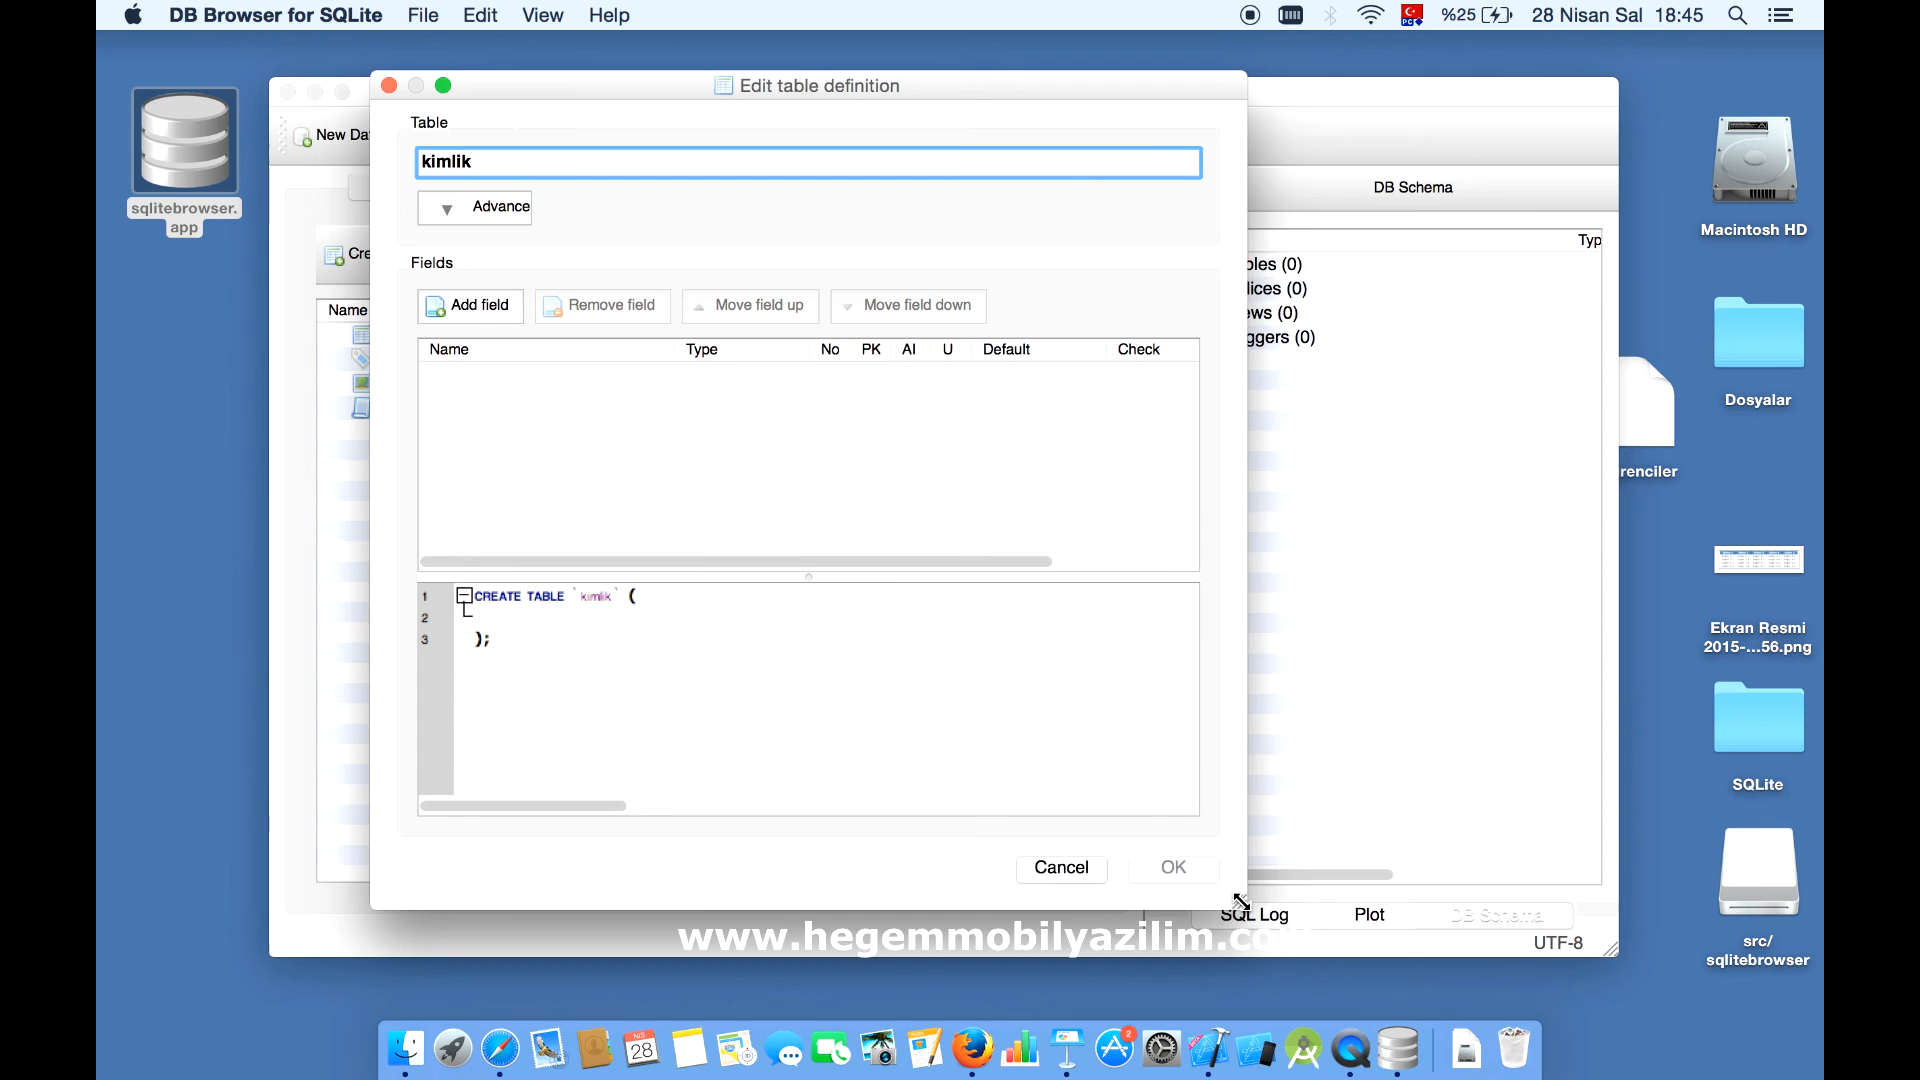 DB Browser for SQLite File Edit View Help %25 28 Nisan Sal 18:45
Edit table definition
Table
kimlik
Advance
Fields
Add field Remove field Move field up Move field down
Name Type No PK AI U Default Check
1 CREATE TABLE `kimlik` (
2
3 );
Cancel OK
New Da
Cre
Name
DB Schema
Typ
bles (0)
lices (0)
ews (0)
ggers (0)
SQL Log Plot DB Schema
UTF-8
www.hegemmobilyazilim.co
sqlitebrowser.
app
Macintosh HD
Dosyalar
renciler
Ekran Resmi
2015-...56.png
SQLite
src/
sqlitebrowser
NIS
28
2